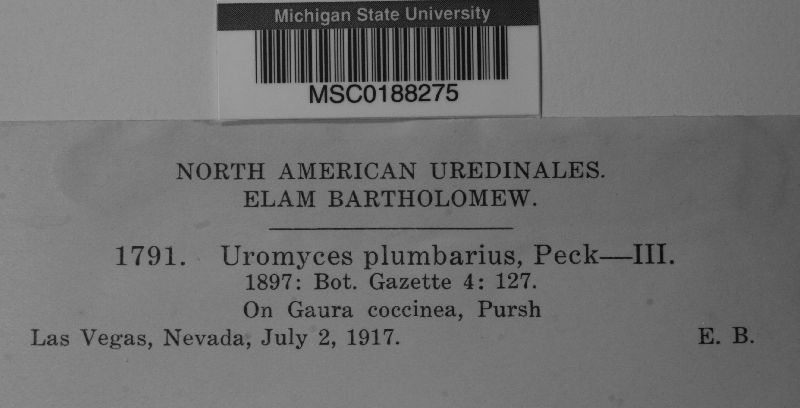 Michigan State University
MSC0188275
NORTH AMERICAN UREDINALES.
ELAM BARTHOLOMEW.
1791. Uromyces plumbarius, Peck—III.
1897: Bot. Gazette 4: 127.
On Gaura coccinea, Pursh
Las Vegas, Nevada, July 2, 1917. E. B.